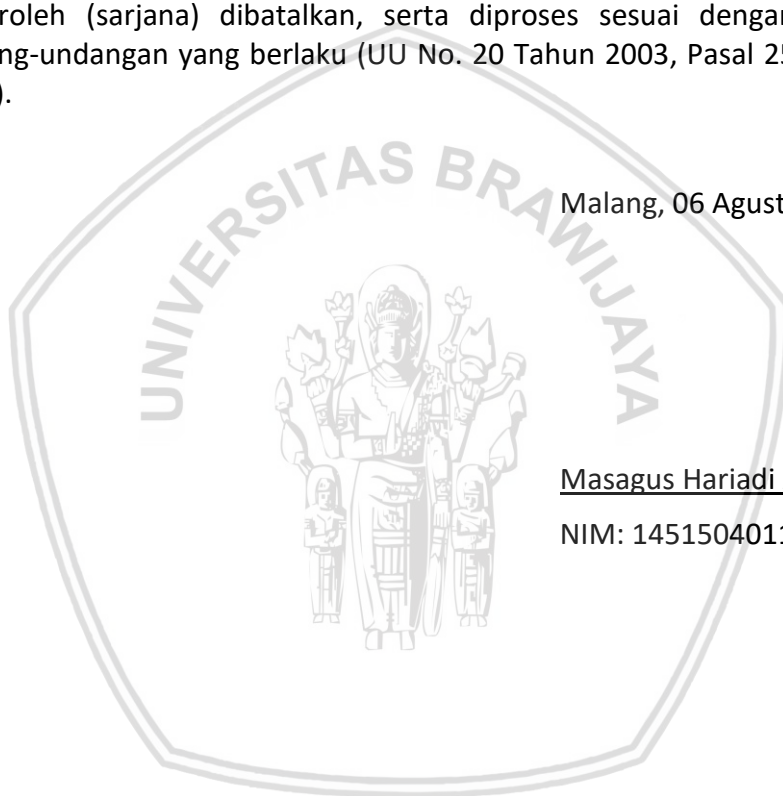 roleh (sarjana) dibatalkan, serta diproses sesuai dengan
ng-undangan yang berlaku (UU No. 20 Tahun 2003, Pasal 25
).
UNIVERSITAS BRAWIJAYA
Malang, 06 Agust
Masagus Hariadi
NIM: 1451504011